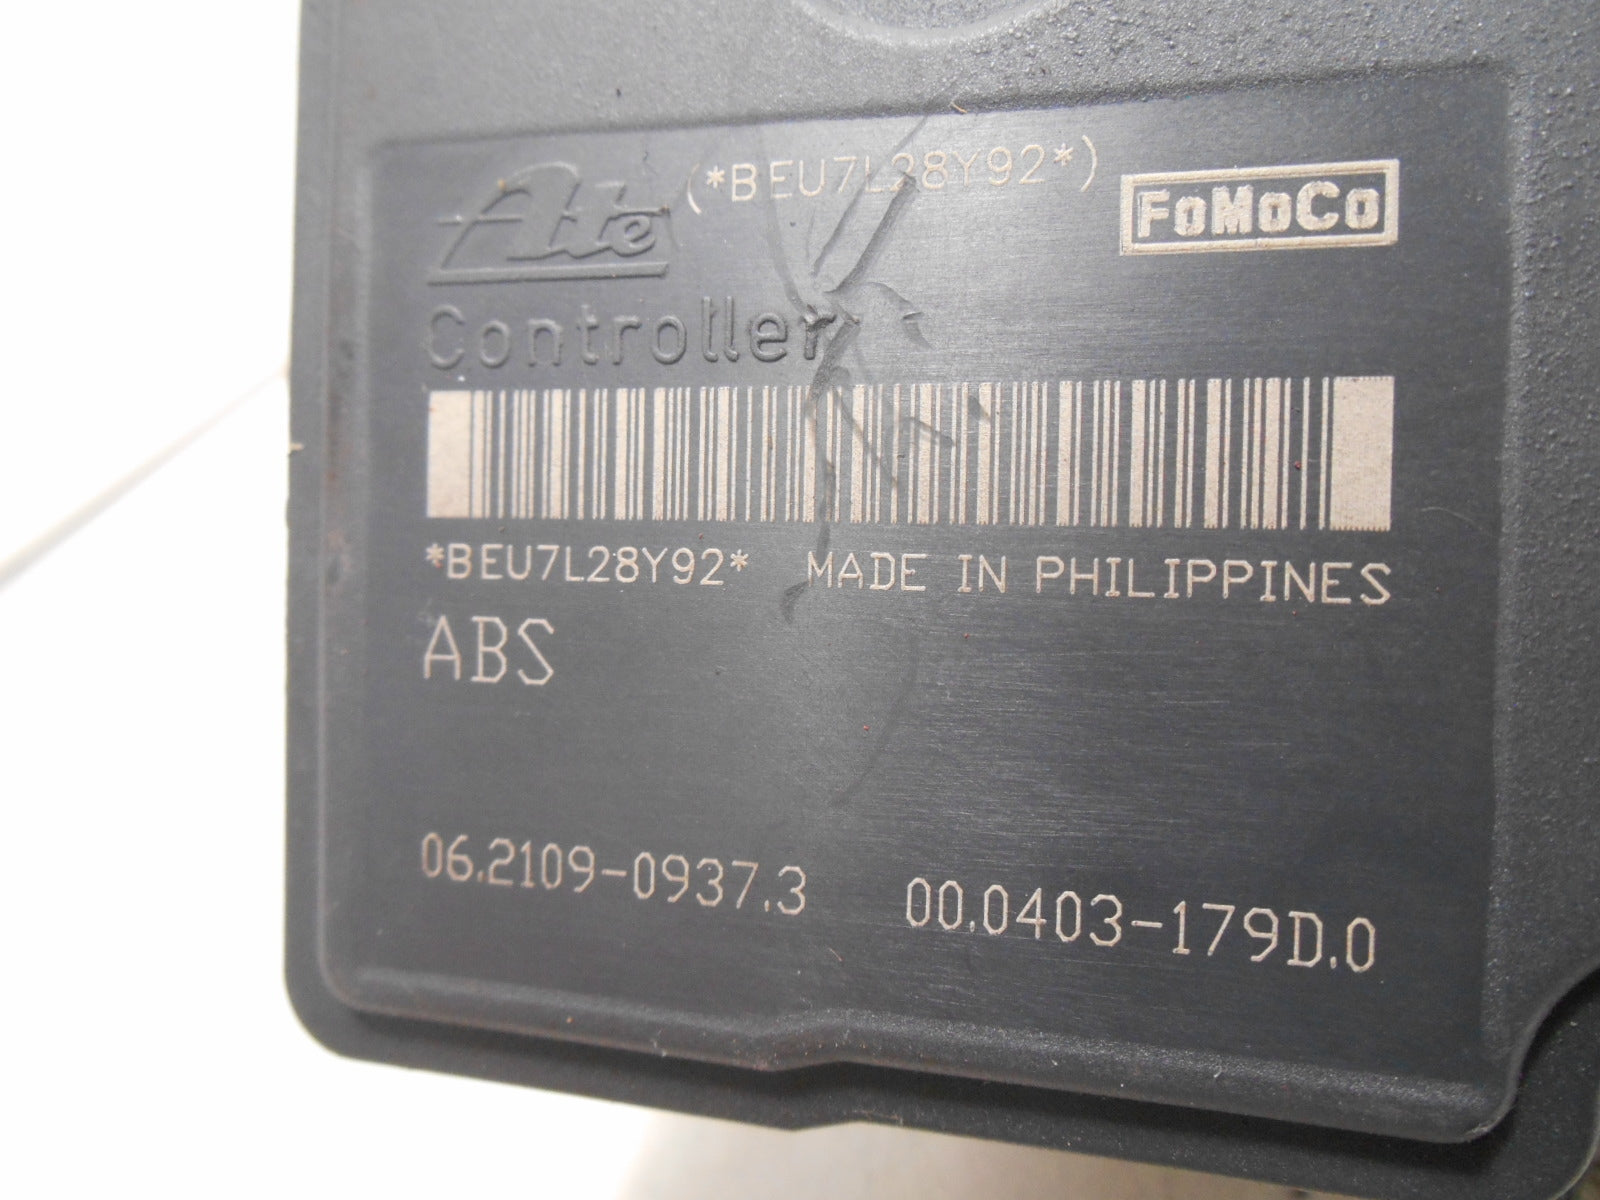 Ate (*BEU7L28Y92*) FoMoCo
Controller
*BEU7L28Y92* MADE IN PHILIPPINES
ABS
06.2109-0937.3 00.0403-179D.0